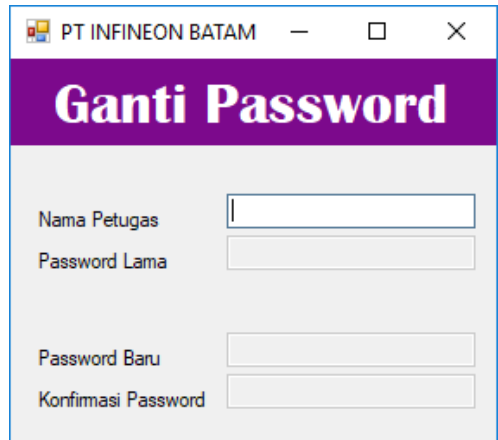 PT INFINEON BATAM
Ganti Password
Nama Petugas
Password Lama
Password Baru
Konfirmasi Password